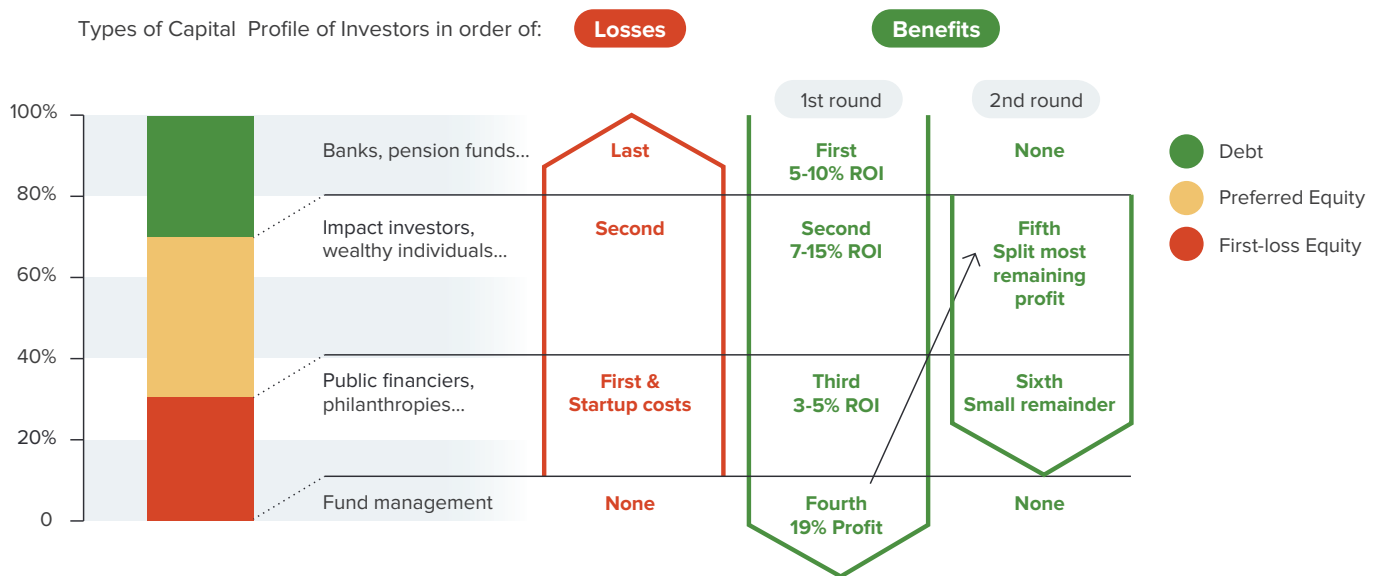 Types of Capital Profile of Investors in order of:
Losses
Benefits
1st round
2nd round
100%
80%
60%
40%
20%
0
Banks, pension funds...
Last
First
5-10% ROI
None
Impact investors,
wealthy individuals...
Second
Second
7-15% ROI
Fifth
Split most
remaining
profit
Public financiers,
philanthropies...
First &
Startup costs
Third
3-5% ROI
Sixth
Small remainder
Fund management
None
Fourth
19% Profit
None
Debt
Preferred Equity
First-loss Equity